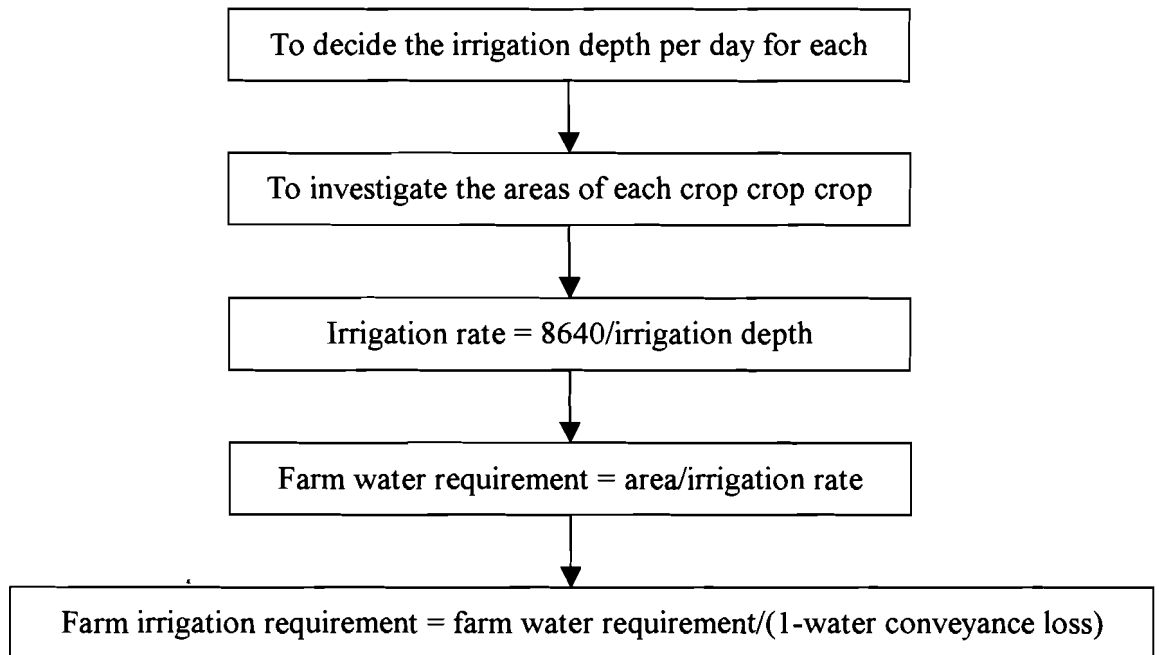 To decide the irrigation depth per day for each
To investigate the areas of each crop crop crop
Irrigation rate = 8640/irrigation depth
Farm water requirement = area/irrigation rate
Farm irrigation requirement = farm water requirement/(1-water conveyance loss)